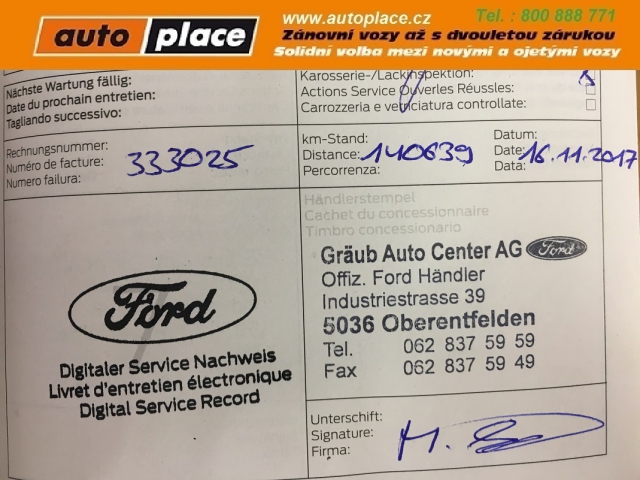 auto place
www.autoplace.cz
Tel. : 800 888 771
Zánovní vozy až s dvouletou zárukou
Solidní volba mezi novými a ojetými vozy
Nächste Wartung fällig:
Date du prochain entretien:
Tagliando successivo:
Karosserie-/Lackinspektion:
Actions Service Ouverles Réussles:
Carrozzeria e verniciatura controllate:
Rechnungsnummer:
Numéro de facture:
Numero failura:
333025
km-Stand:
Distance:
Percorrenza:
140639
Datum:
Date:
Data:
16.11.2017
Ford
Digitaler Service Nachweis
Livret d'entretien électronique
Digital Service Record
Händlerstempel
Cachet du concessionnaire
Timbro concessionario
Gräub Auto Center AG Ford
Offiz. Ford Händler
Industriestrasse 39
5036 Oberentfelden
Tel. 062 837 59 59
Fax 062 837 59 49
Unterschift:
Signature:
Firma: